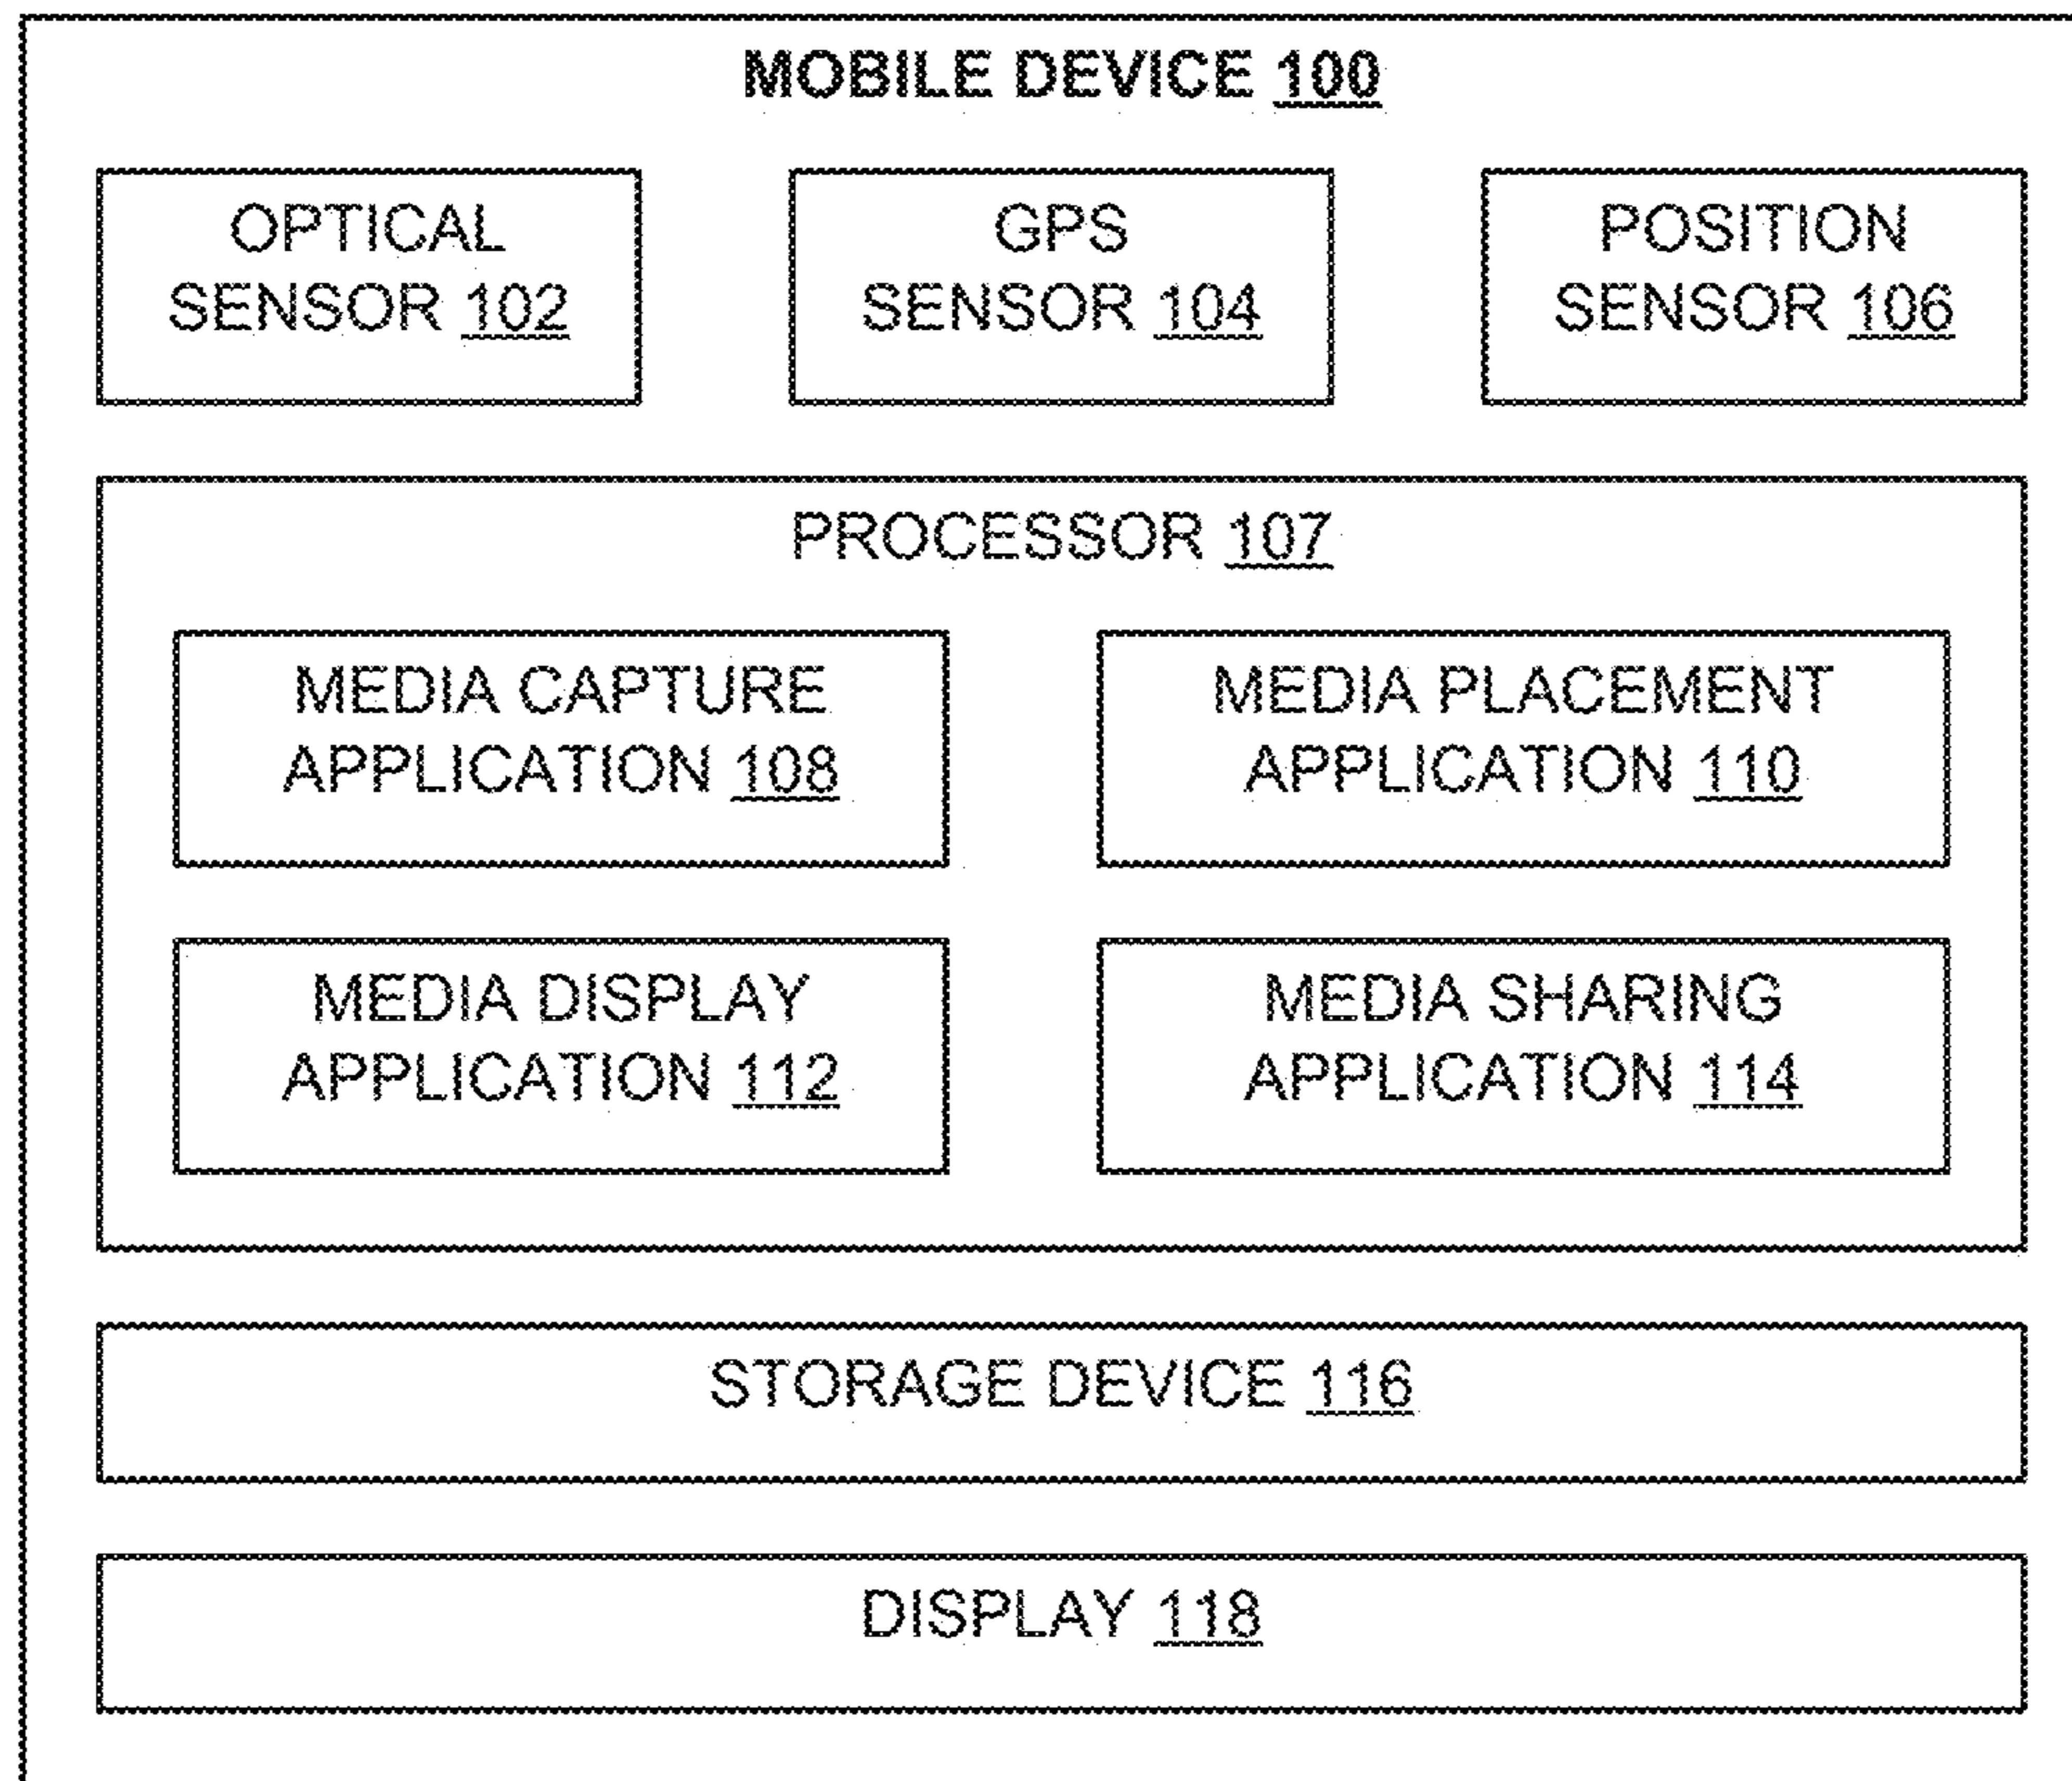 MOBILE DEVICE 100
OPTICAL
SENSOR 102
GPS
SENSOR 104
POSITION
SENSOR 106
PROCESSOR 107
MEDIA CAPTURE
APPLICATION 108
MEDIA PLACEMENT
APPLICATION 110
MEDIA DISPLAY
APPLICATION 112
MEDIA SHARING
APPLICATION 114
STORAGE DEVICE 116
DISPLAY 118